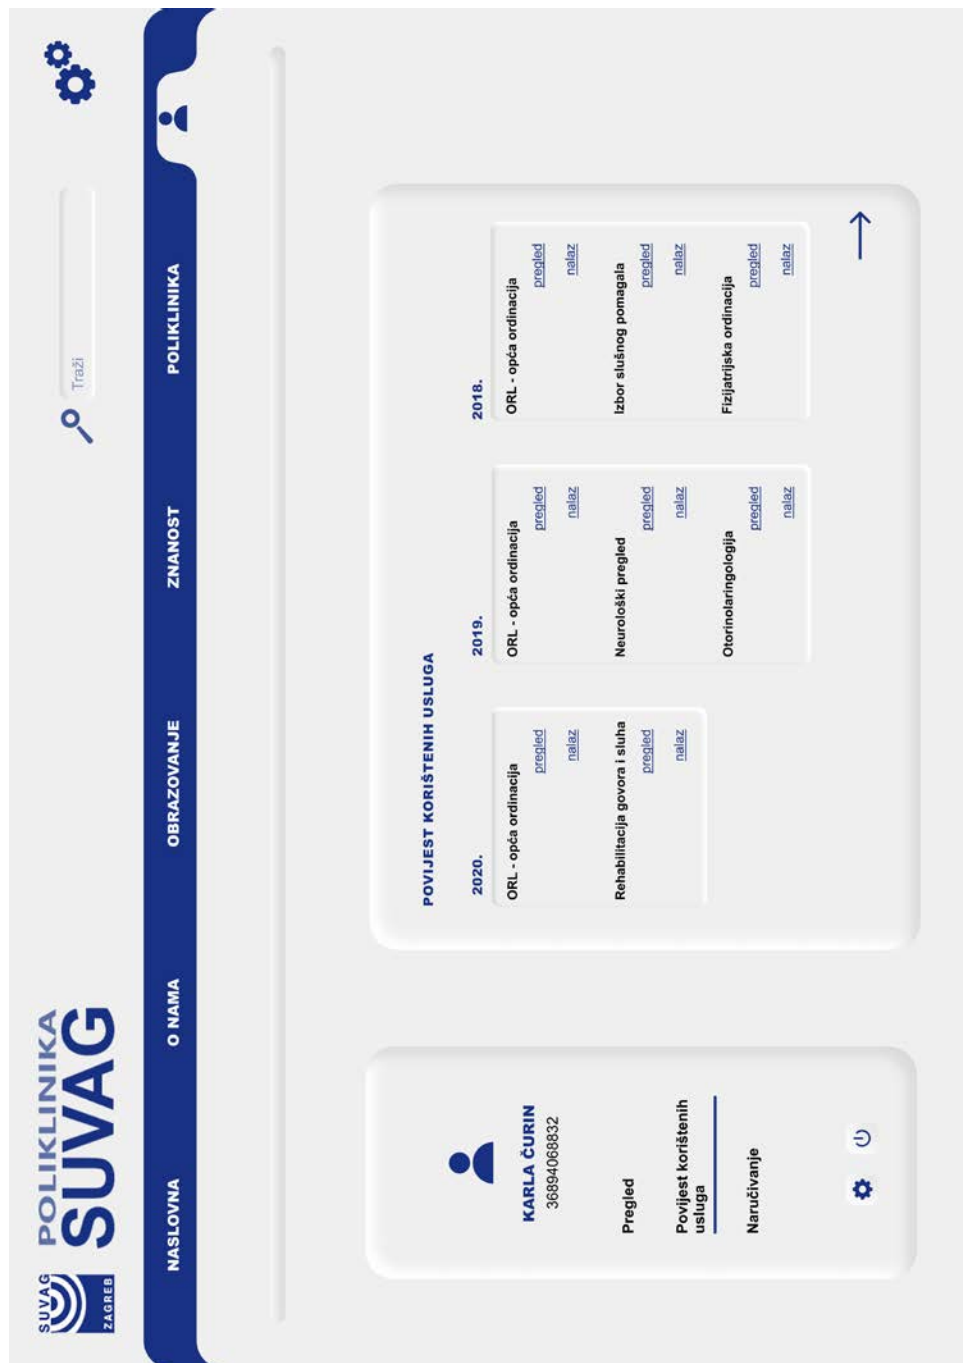 SUVAG
ZAGREB
POLIKLINIKA
SUVAG
Traži
NASLOVNA
O NAMA
OBRAZOVANJE
ZNANOST
POLIKLINIKA
KARLA ČURIN
36894068832
Pregled
Povijest korištenih
usluga
Naručivanje
POVIJEST KORIŠTENIH USLUGA
2020.
ORL - opća ordinacija
pregled
nalaz
Rehabilitacija govora i sluha
pregled
nalaz
2019.
ORL - opća ordinacija
pregled
nalaz
Neurološki pregled
pregled
nalaz
Otorinolaringologija
pregled
nalaz
2018.
ORL - opća ordinacija
pregled
nalaz
Izbor slušnog pomagala
pregled
nalaz
Fizijatrijska ordinacija
pregled
nalaz